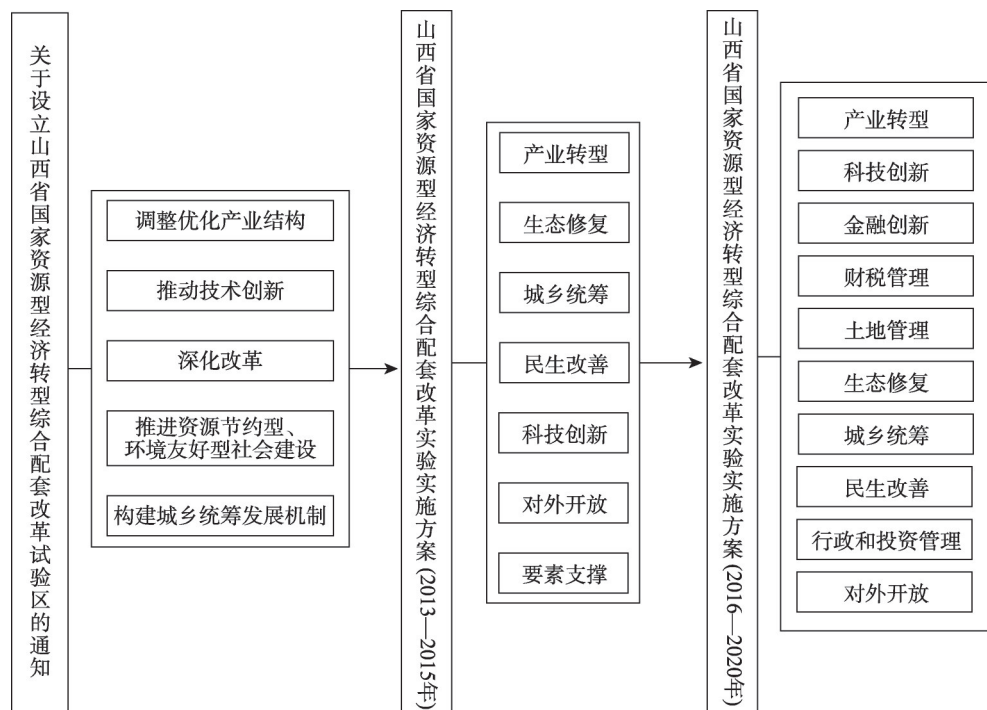 关于设立山西省国家资源型经济转型综合配套改革试验区的通知
调整优化产业结构
推动技术创新
深化改革
推进资源节约型、
环境友好型社会建设
构建城乡统筹发展机制
山西省国家资源型经济转型综合配套改革实验实施方案(2013—2015年)
产业转型
生态修复
城乡统筹
民生改善
科技创新
对外开放
要素支撑
山西省国家资源型经济转型综合配套改革实验实施方案(2016—2020年)
产业转型
科技创新
金融创新
财税管理
土地管理
生态修复
城乡统筹
民生改善
行政和投资管理
对外开放